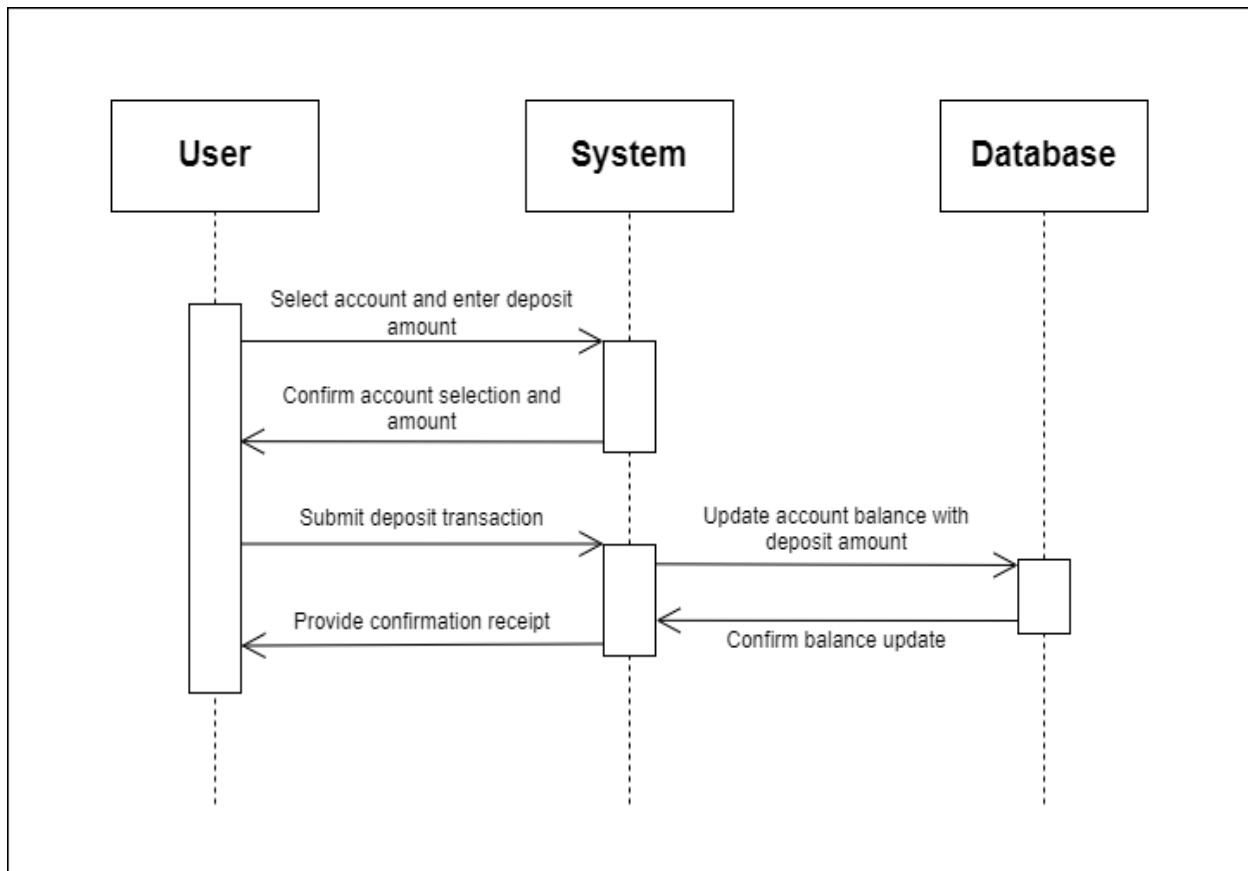 User
System
Database
Select account and enter deposit
amount
Confirm account selection and
amount
Submit deposit transaction
Update account balance with
deposit amount
Provide confirmation receipt
Confirm balance update